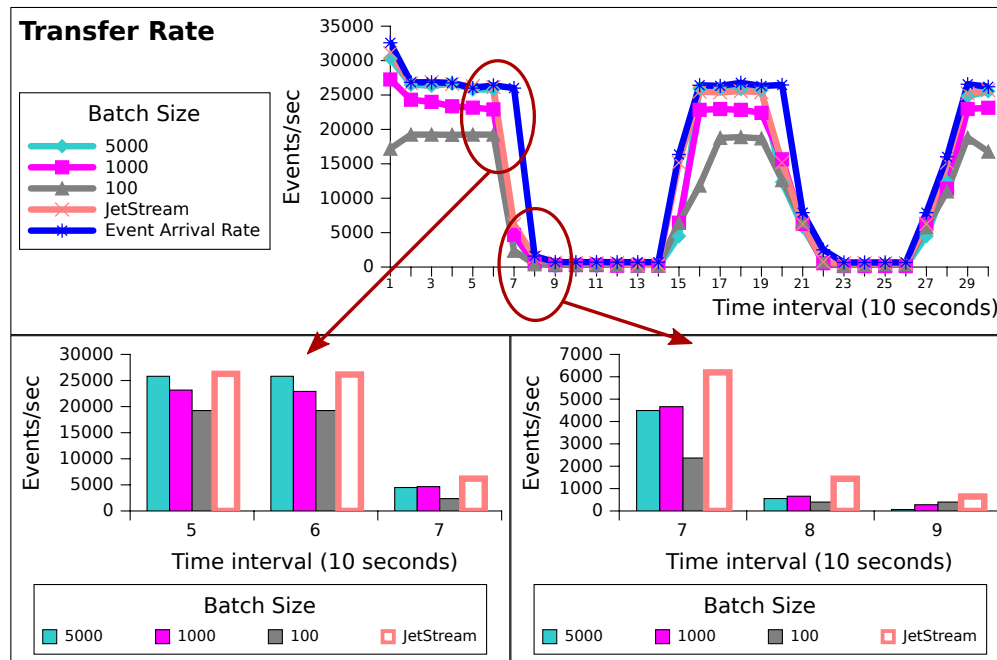 Transfer Rate
Batch Size
5000
1000
100
JetStream
Event Arrival Rate
Events/sec
35000
30000
25000
20000
15000
10000
5000
0
1 3 5 7 9 11 13 15 17 19 21 23 25 27 29
Time interval (10 seconds)
Events/sec
30000
25000
20000
15000
10000
5000
0
5 6 7
Time interval (10 seconds)
Batch Size
5000 1000 100 JetStream
Events/sec
7000
6000
5000
4000
3000
2000
1000
0
7 8 9
Time interval (10 seconds)
Batch Size
5000 1000 100 JetStream